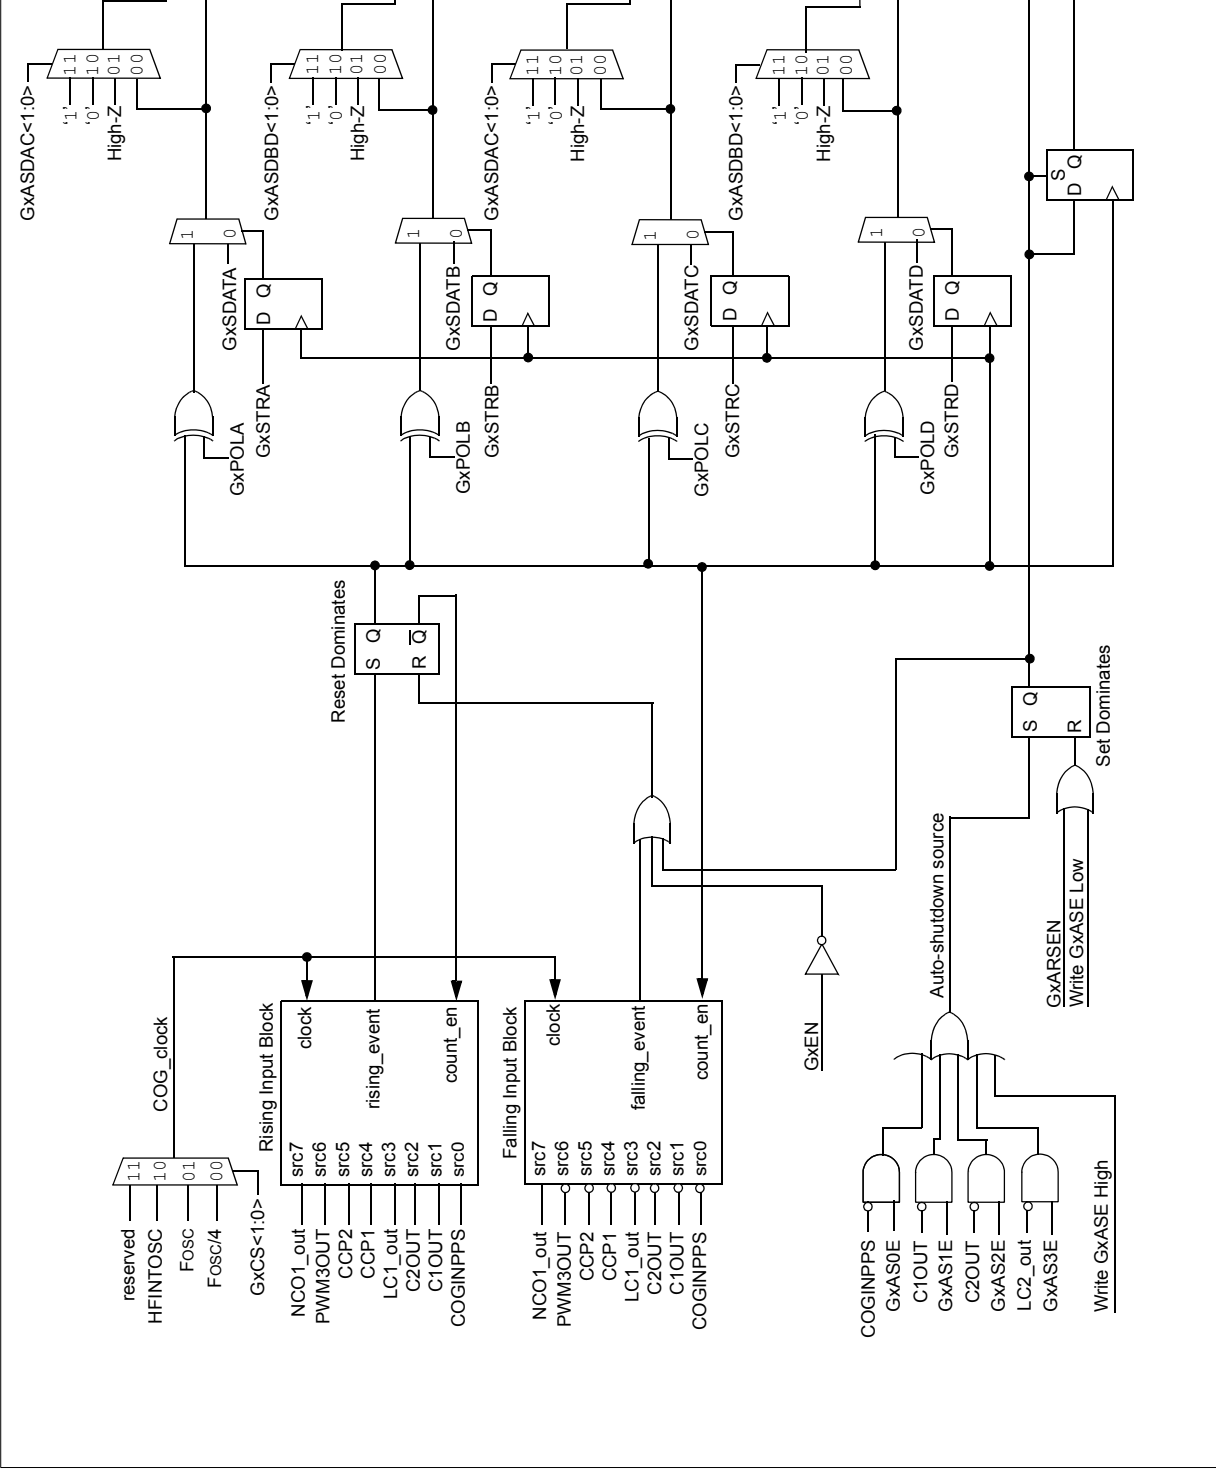 GxASDAC<1:0>
11
10
01
00
‘1’
‘0’
High-Z
GxASDBD<1:0>
11
10
01
00
‘1’
‘0’
High-Z
GxASDAC<1:0>
11
10
01
00
‘1’
‘0’
High-Z
GxASDBD<1:0>
11
10
01
00
‘1’
‘0’
High-Z
1
0
GxSDATA
D Q
GxSTRA
GxPOLA
1
0
GxSDATB
D Q
GxSTRB
GxPOLB
1
0
GxSDATC
D Q
GxSTRC
GxPOLC
1
0
GxSDATD
D Q
GxSTRD
GxPOLD
S
D Q
Reset Dominates
S Q
R Q
S Q
R
Set Dominates
Auto-shutdown source
GxARSEN
Write GxASE Low
GxEN
COG_clock
reserved
HFINTOSC
FOSC
FOSC/4
11
10
01
00
GxCS<1:0>
Rising Input Block
clock
rising_event
count_en
src7
src6
src5
src4
src3
src2
src1
src0
NCO1_out
PWM3OUT
CCP2
CCP1
LC1_out
C2OUT
C1OUT
COGINPPS
Falling Input Block
clock
falling_event
count_en
src7
src6
src5
src4
src3
src2
src1
src0
NCO1_out
PWM3OUT
CCP2
CCP1
LC1_out
C2OUT
C1OUT
COGINPPS
COGINPPS
GxAS0E
C1OUT
GxAS1E
C2OUT
GxAS2E
LC2_out
GxAS3E
Write GxASE High